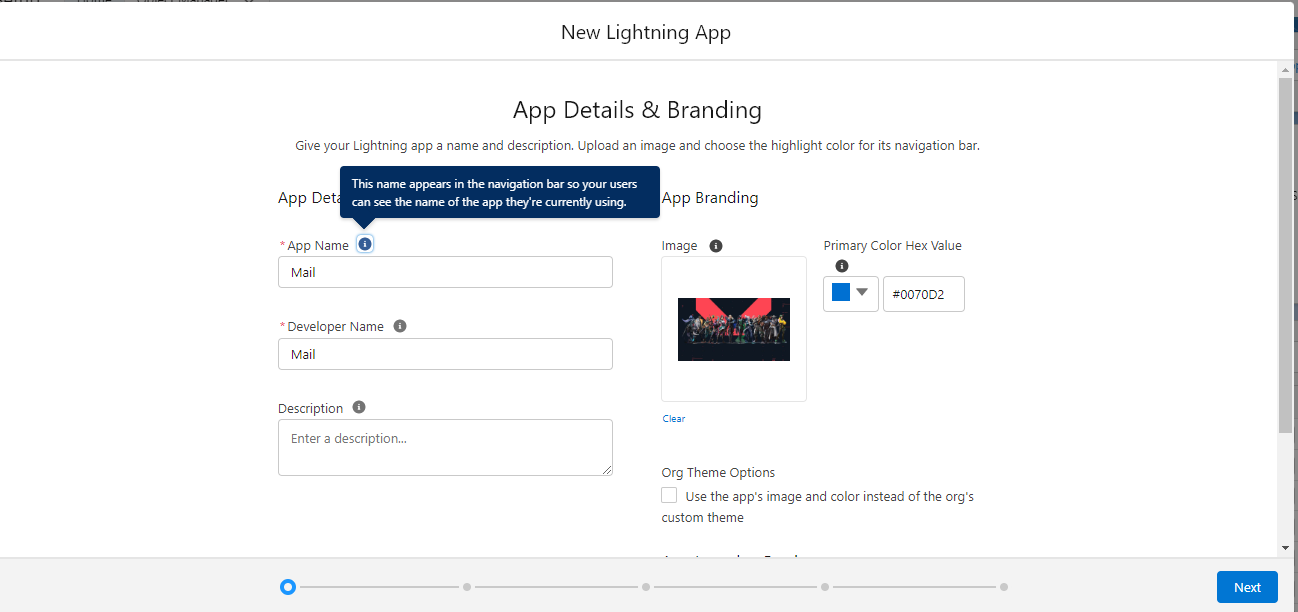 New Lightning App
App Details & Branding
Give your Lightning app a name and description. Upload an image and choose the highlight color for its navigation bar.
This name appears in the navigation bar so your users
can see the name of the app they're currently using.
App Branding
*App Name
Mail
*Developer Name
Mail
Description
Enter a description...
Image
Primary Color Hex Value
#0070D2
Clear
Org Theme Options
Use the app's image and color instead of the org's
custom theme
Next